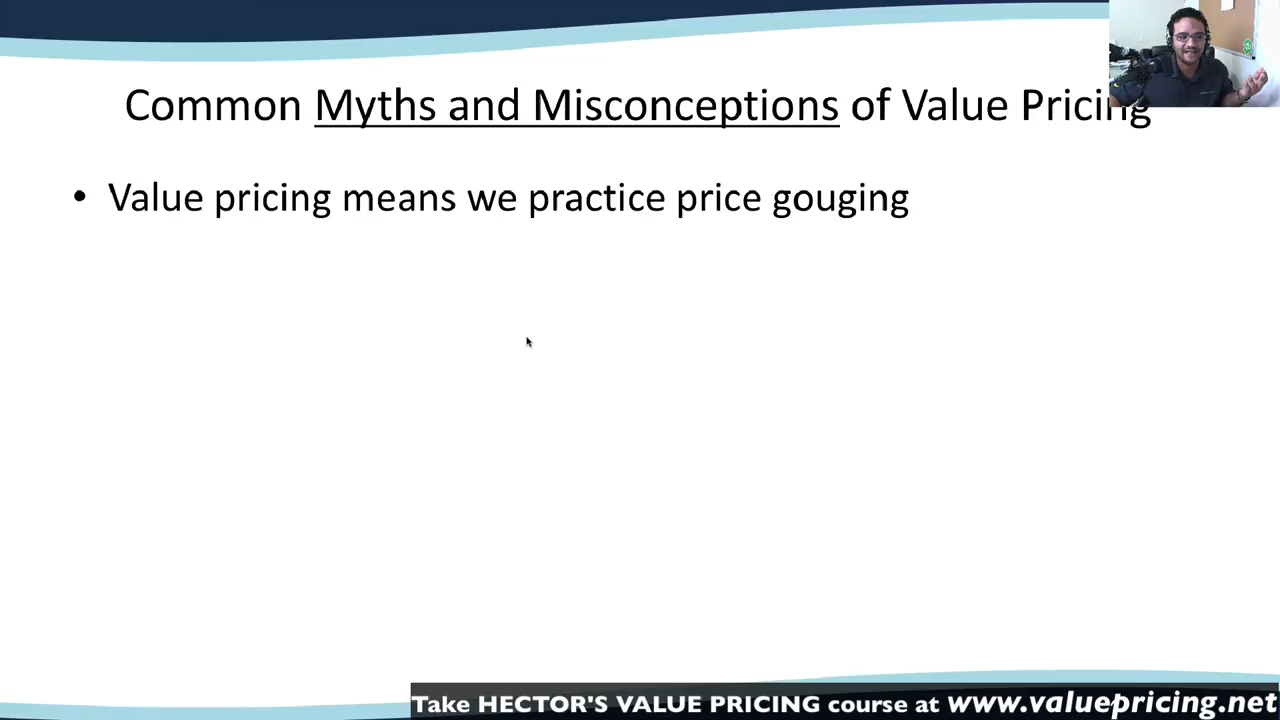 Common Myths and Misconceptions of Value Pricing
• Value pricing means we practice price gouging
Take HECTOR'S VALUE PRICING course at www.valuepricing.net